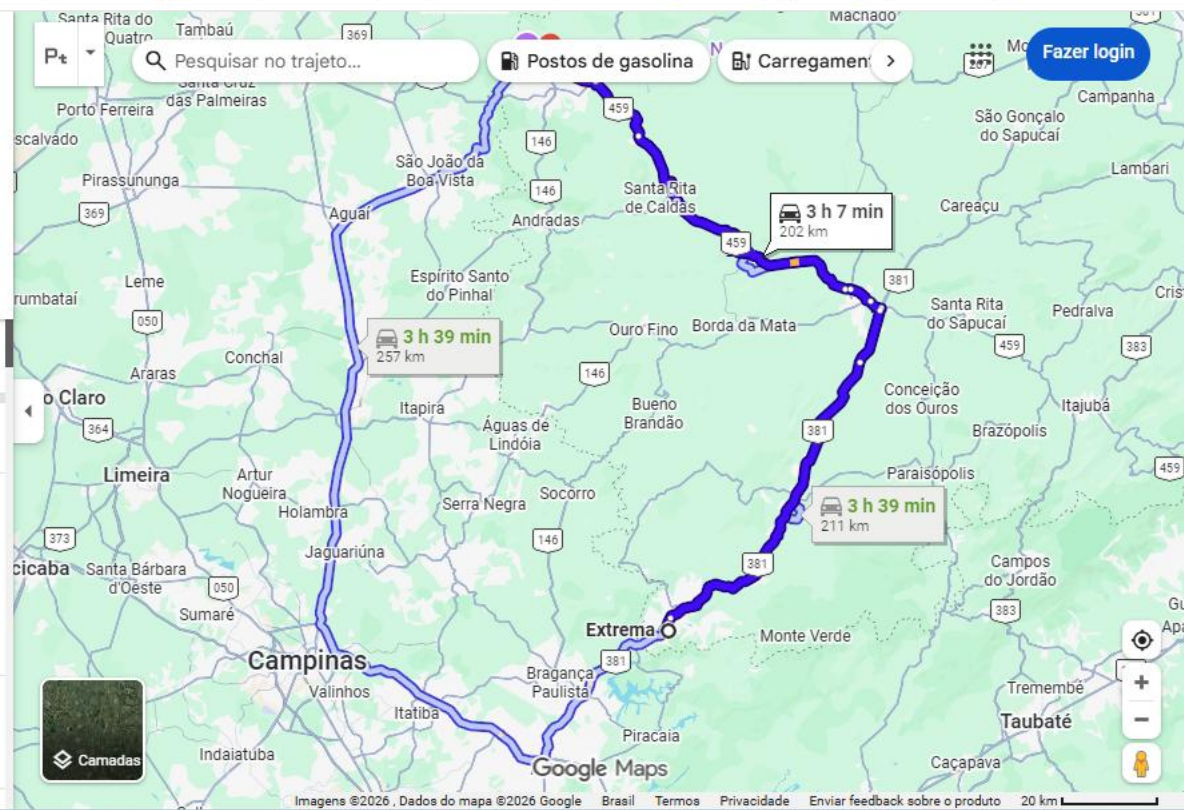 Santa Rita do
Quatro
Tambaú
369
Machado
381
Pesquisar no trajeto...
Postos de gasolina
Carregamen
N
267
Fazer login
Santa Cruz
das Palmeiras
Porto Ferreira
459
Campanha
São Gonçalo
do Sapucaí
scalvado
146
Pirassununga
São João da
Boa Vista
Lambari
146
Santa Rita
de Caldas
369
Aguaí
Andradas
3 h 7 min
202 km
Careaçu
459
Leme
Espírito Santo
do Pinhal
381
rumbataí
Cris
050
3 h 39 min
257 km
Ouro Fino
Borda da Mata
Santa Rita
do Sapucaí
Pedralva
459
383
Conchal
Araras
146
o Claro
Itapira
Bueno
Brandão
Conceição
dos Ouros
Itajubá
364
Águas de
Lindóia
381
Brazópolis
Limeira
Artur
Nogueira
Paraisópolis
459
Holambra
Serra Negra
Socorro
3 h 39 min
211 km
373
Jaguariúna
146
cicaba
Santa Bárbara
d'Oeste
050
381
Campos
do Jordão
Sumaré
383
Extrema
Monte Verde
Campinas
381
Valinhos
Bragança
Paulista
Itatiba
Tremembé
Taubaté
Piracaia
Camadas
Indaiatuba
Google Maps
Caçapava
Imagens ©2026 , Dados do mapa ©2026 Google
Brasil
Termos
Privacidade
Enviar feedback sobre o produto
20 km